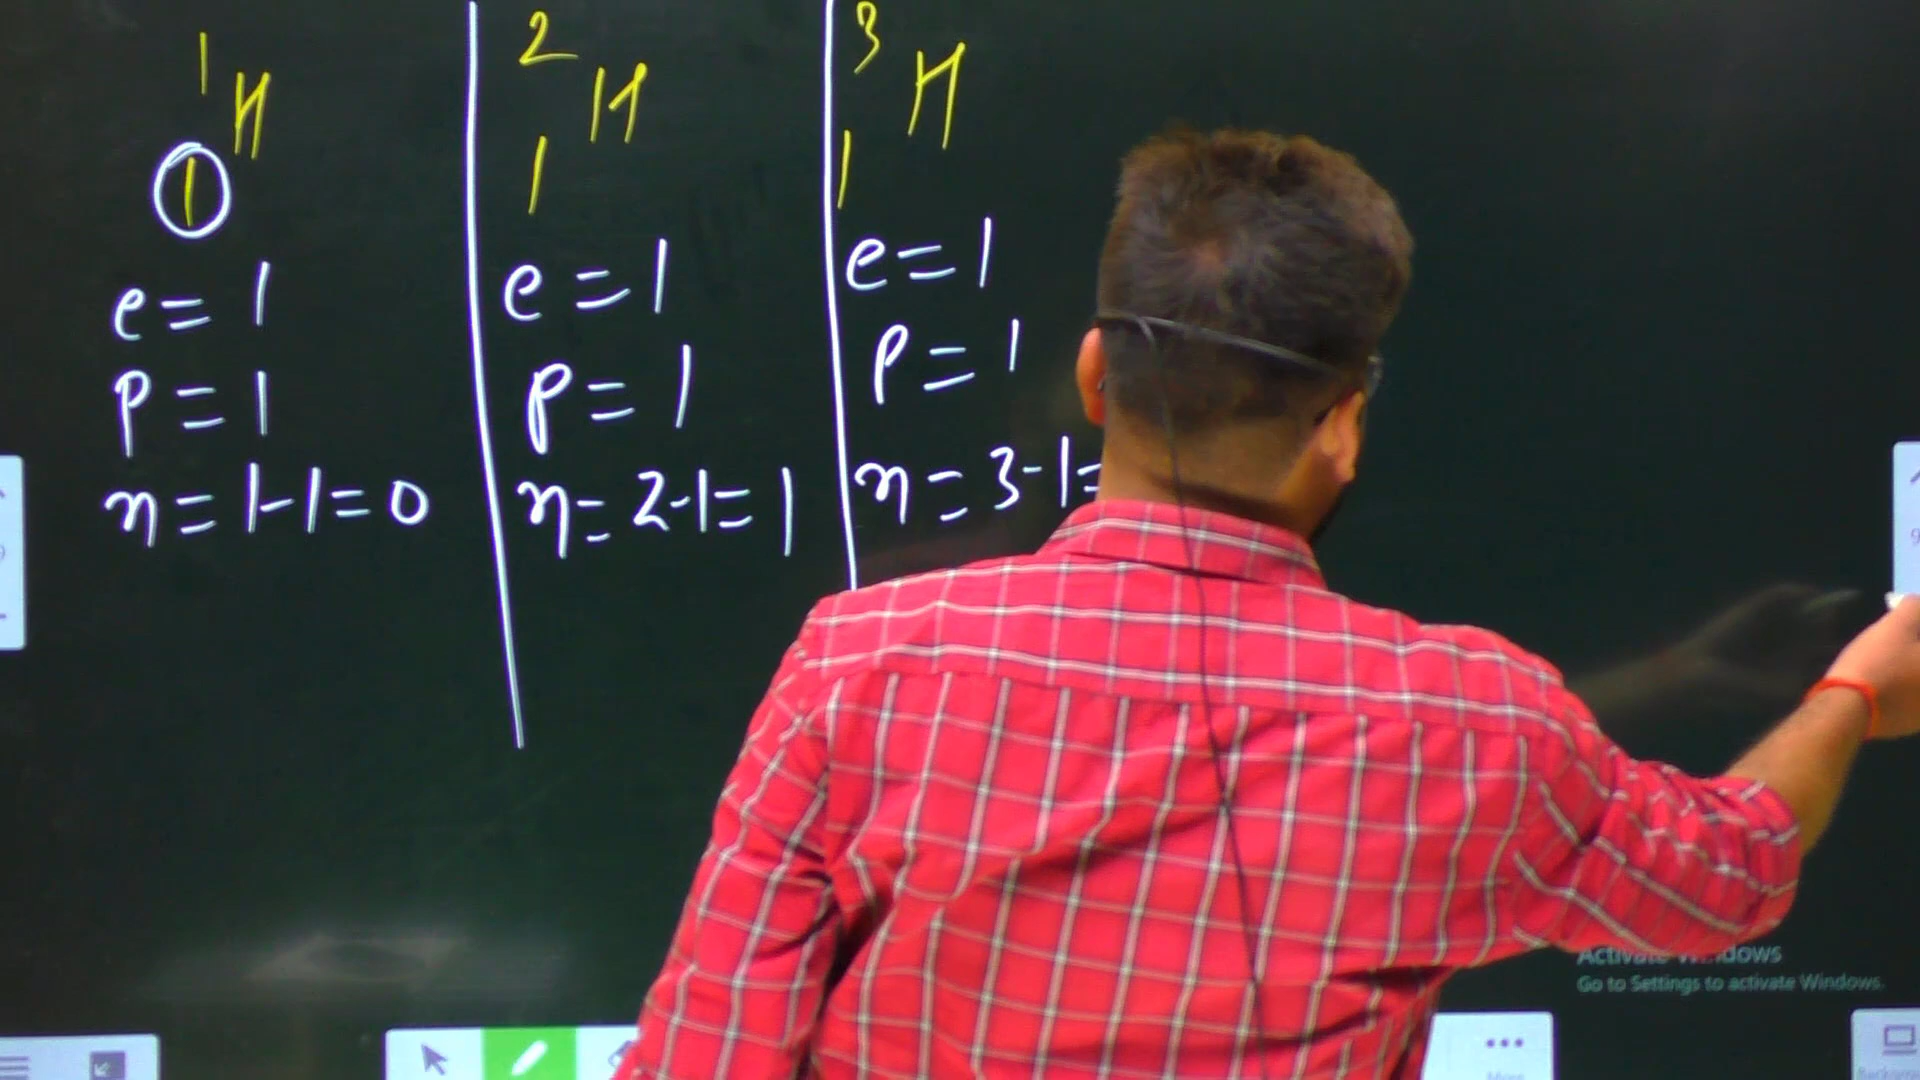 1 H 1
e = 1
p = 1
n = 1-1 = 0
2 H 1
e = 1
p = 1
n = 2-1 = 1
3 H 1
e = 1
p = 1
n = 3-1 =
Activate Windows
Go to Settings to activate Windows.
More